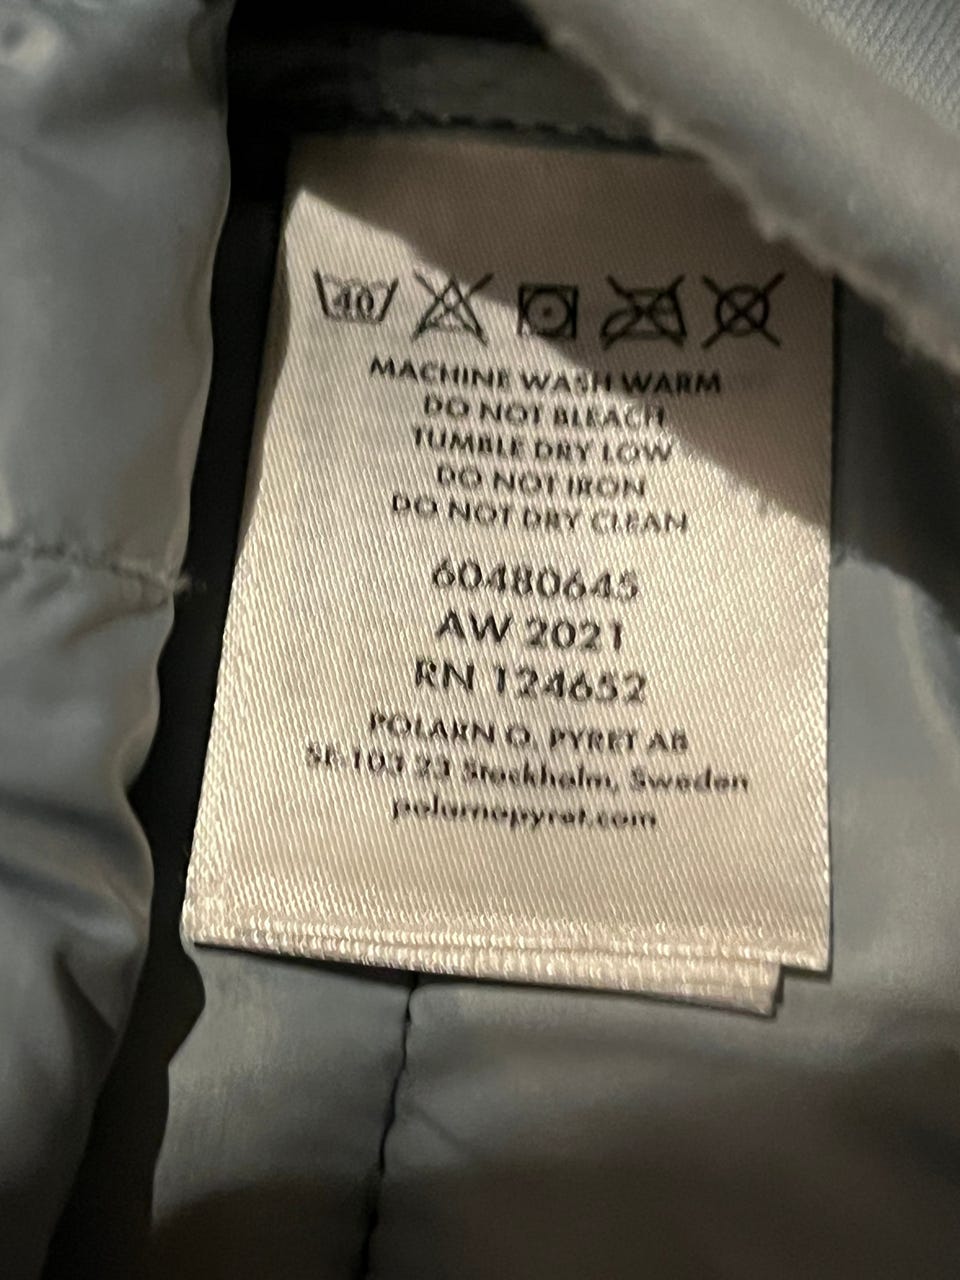 40
MACHINE WASH WARM
DO NOT BLEACH
TUMBLE DRY LOW
DO NOT IRON
DO NOT DRY CLEAN
60480645
AW 2021
RN 124652
POLARN O. PYRET AB
SE-103 23 Stockholm, Sweden
polarnopyret.com